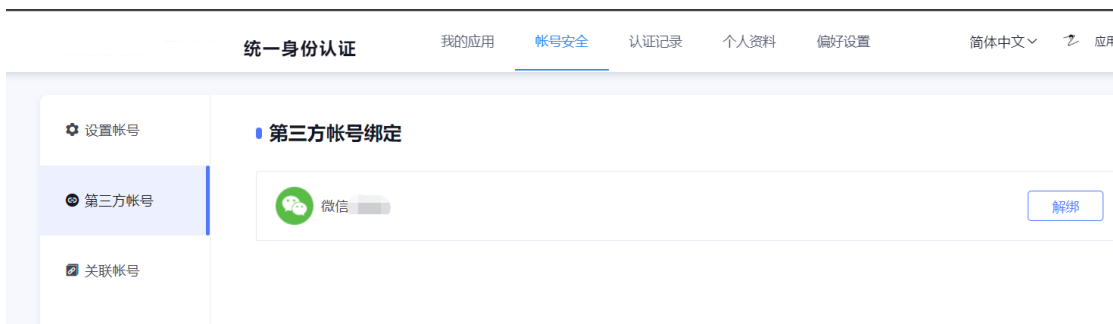 统一身份认证 我的应用 帐号安全 认证记录 个人资料 偏好设置 简体中文 应用
设置帐号
第三方帐号绑定
第三方帐号
微信 解绑
关联帐号